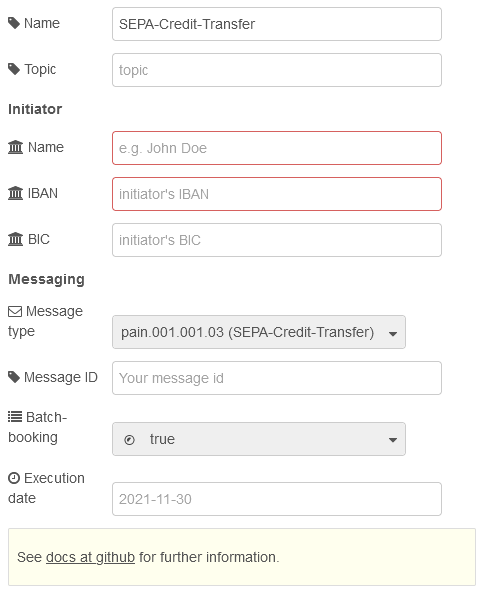 Name SEPA-Credit-Transfer
Topic topic
Initiator
Name e.g. John Doe
IBAN initiator's IBAN
BIC initiator's BIC
Messaging
Message
type pain.001.001.03 (SEPA-Credit-Transfer)
Message ID Your message id
Batch-
booking true
Execution
date 2021-11-30
See docs at github for further information.